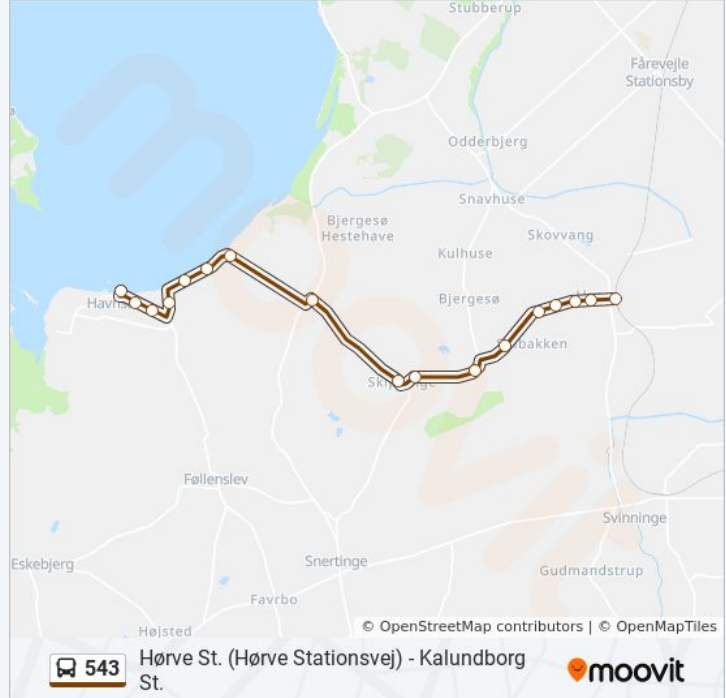 Stubberup
Fårevejle
Stationsby
Odderbjerg
Snavhuse
Bjergesø
Hestehave
Skovvang
Kulhuse
Bjergesø
Føllenslev
Svinninge
Eskebjerg
Snertinge
Gudmandstrup
Favrbo
Højsted
© OpenStreetMap contributors | © OpenMapTiles
543
Hørve St. (Hørve Stationsvej) - Kalundborg
St.
moovit